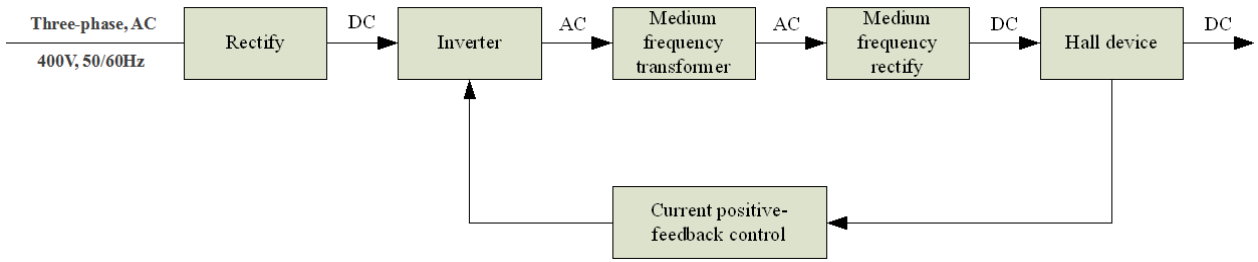 Three-phase, AC
400V, 50/60Hz
Rectify
DC
Inverter
AC
Medium
frequency
transformer
AC
Medium
frequency
rectify
DC
Hall device
DC
Current positive-
feedback control